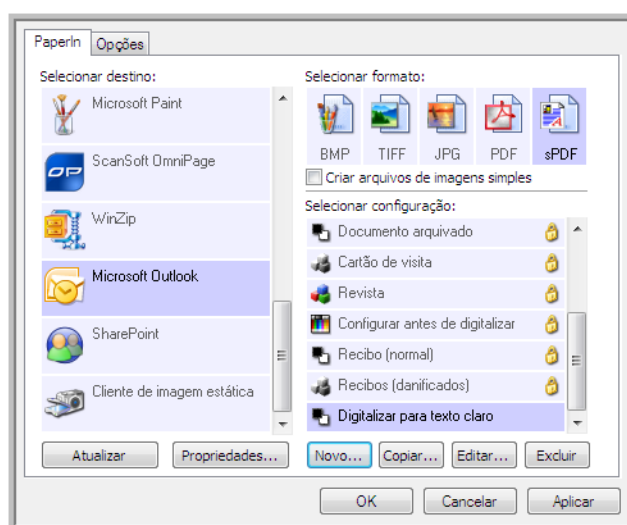 PaperIn
Opções
Selecionar destino:
Microsoft Paint
OP
ScanSoft OmniPage
WinZip
Microsoft Outlook
SharePoint
Cliente de imagem estática
Atualizar
Propriedades...
Selecionar formato:
BMP
TIFF
JPG
PDF
sPDF
Criar arquivos de imagens simples
Selecionar configuração:
Documento arquivado
Cartão de visita
Revista
Configurar antes de digitalizar
Recibo (normal)
Recibos (danificados)
Digitalizar para texto claro
Novo...
Copiar...
Editar...
Excluir
OK
Cancelar
Aplicar